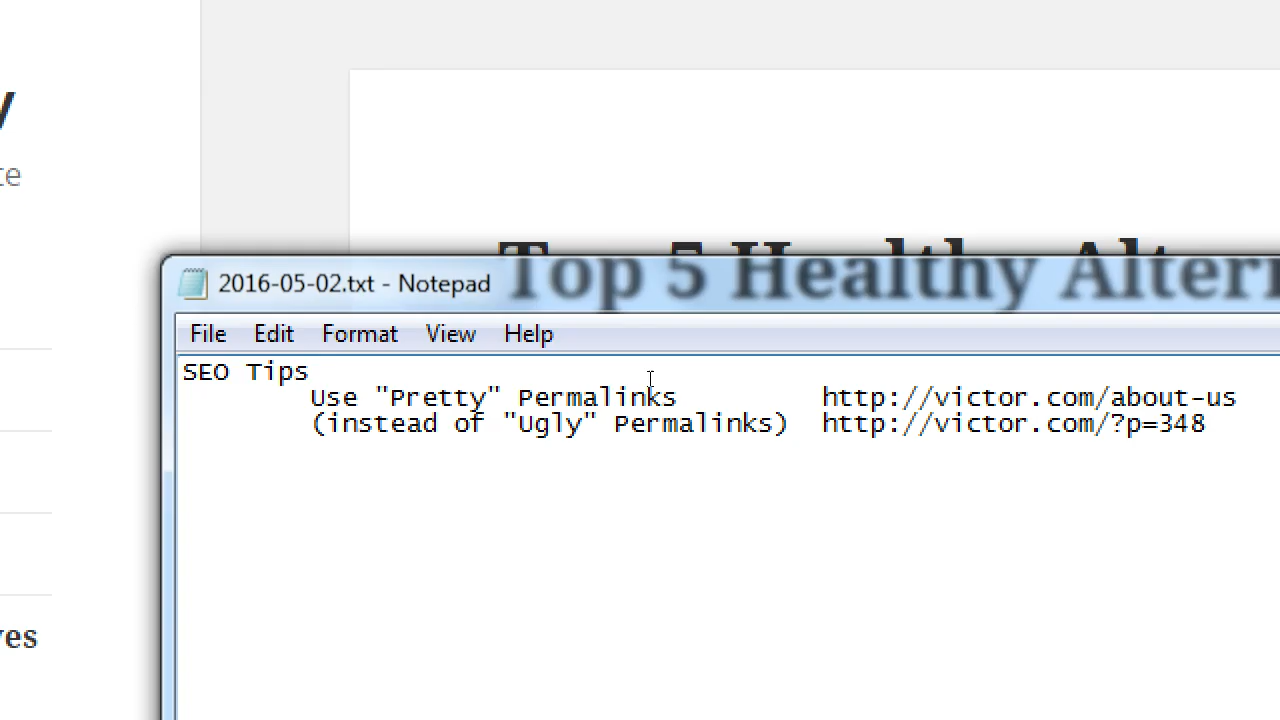 Top 5 Healthy
2016-05-02.txt - Notepad
File Edit Format View Help
SEO Tips
Use "Pretty" Permalinks http://victor.com/about-us
(instead of "Ugly" Permalinks) http://victor.com/?p=348